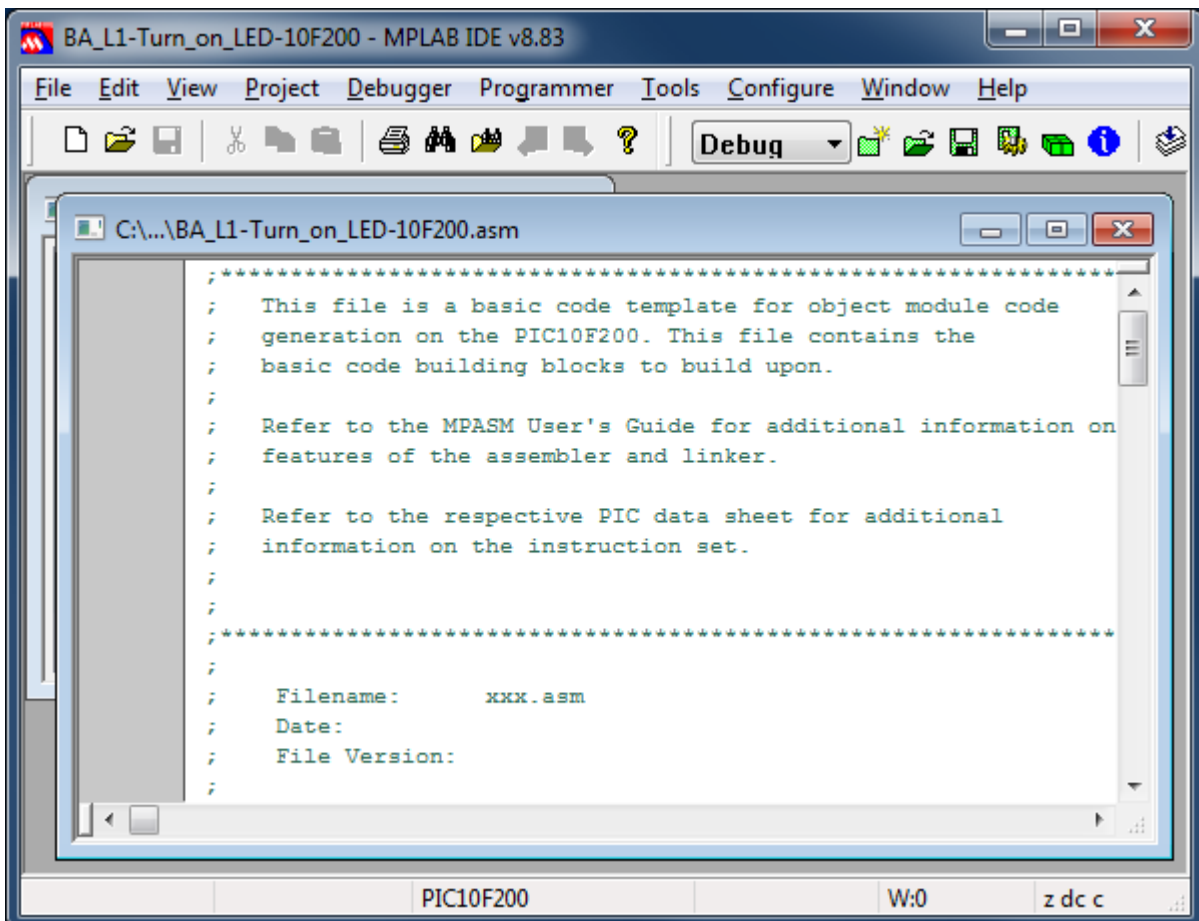 BA_L1-Turn_on_LED-10F200 - MPLAB IDE v8.83
File Edit View Project Debugger Programmer Tools Configure Window Help
Debug
C:\...\BA_L1-Turn_on_LED-10F200.asm
;****************************************************************
;   This file is a basic code template for object module code
;   generation on the PIC10F200. This file contains the
;   basic code building blocks to build upon.
;
;   Refer to the MPASM User's Guide for additional information on
;   features of the assembler and linker.
;
;   Refer to the respective PIC data sheet for additional
;   information on the instruction set.
;
;
;****************************************************************
;
;    Filename:      xxx.asm
;    Date:
;    File Version:
;
PIC10F200 W:0 z dc c